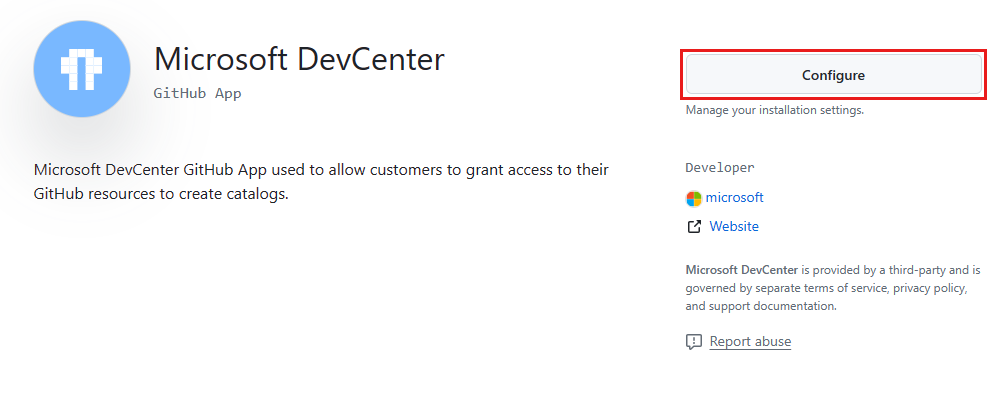 Microsoft DevCenter
GitHub App
Microsoft DevCenter GitHub App used to allow customers to grant access to their
GitHub resources to create catalogs.
Configure
Manage your installation settings.
Developer
microsoft
Website
Microsoft DevCenter is provided by a third-party and is
governed by separate terms of service, privacy policy,
and support documentation.
Report abuse